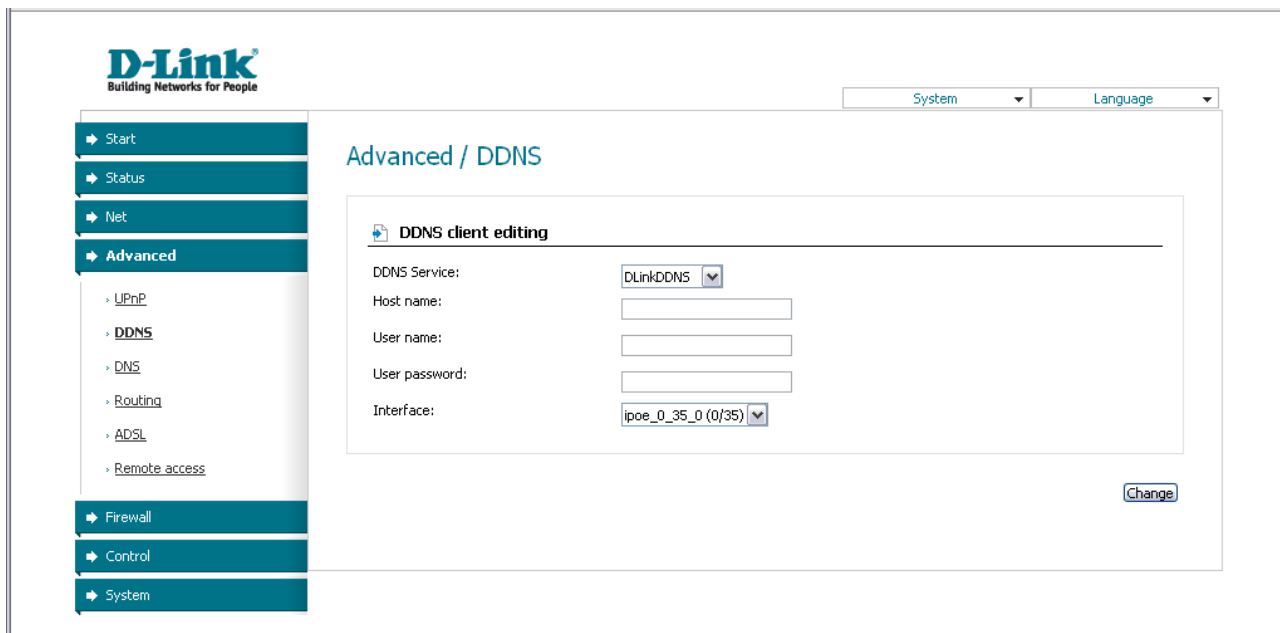 D-Link
Building Networks for People
System
Language
Start
Status
Net
Advanced
UPnP
DDNS
DNS
Routing
ADSL
Remote access
Firewall
Control
System
Advanced / DDNS
DDNS client editing
DDNS Service: DLinkDDNS
Host name:
User name:
User password:
Interface: ipoe_0_35_0 (0/35)
Change